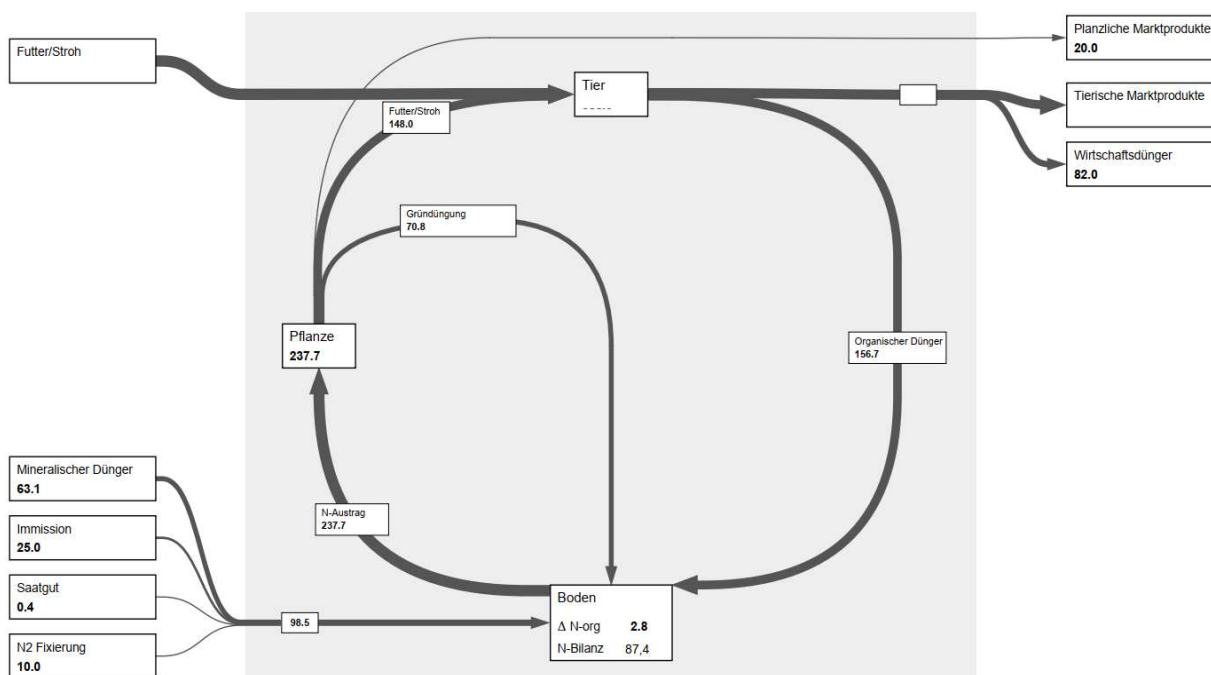 Futter/Stroh
Planzliche Marktprodukte
20.0
Tier
Tierische Marktprodukte
Futter/Stroh
148.0
Wirtschaftsdünger
82.0
Gründüngung
70.8
Pflanze
237.7
Organischer Dünger
156.7
Mineralischer Dünger
63.1
N-Austrag
237.7
Immission
25.0
Saatgut
0.4
Boden
Δ N-org 2.8
98.5
N-Bilanz 87,4
N2 Fixierung
10.0